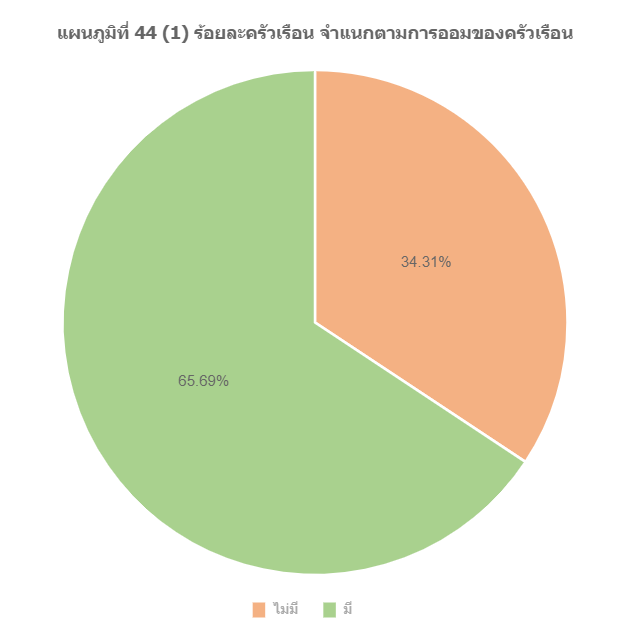 แผนภูมิที่ 44 (1) ร้อยละครัวเรือน จำแนกตามการออมของครัวเรือน
34.31%
65.69%
ไม่มี มี